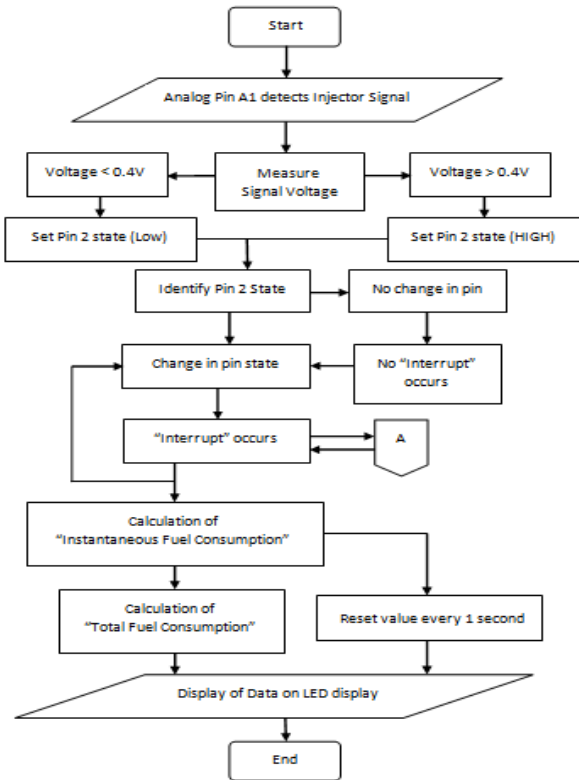 Start
Analog Pin A1 detects Injector Signal
Voltage < 0.4V
Measure
Signal Voltage
Voltage > 0.4V
Set Pin 2 state (Low)
Set Pin 2 state (HIGH)
Identify Pin 2 State
No change in pin
Change in pin state
No “Interrupt”
occurs
“Interrupt” occurs
A
Calculation of
“Instantaneous Fuel Consumption”
Calculation of
“Total Fuel Consumption”
Reset value every 1 second
Display of Data on LED display
End